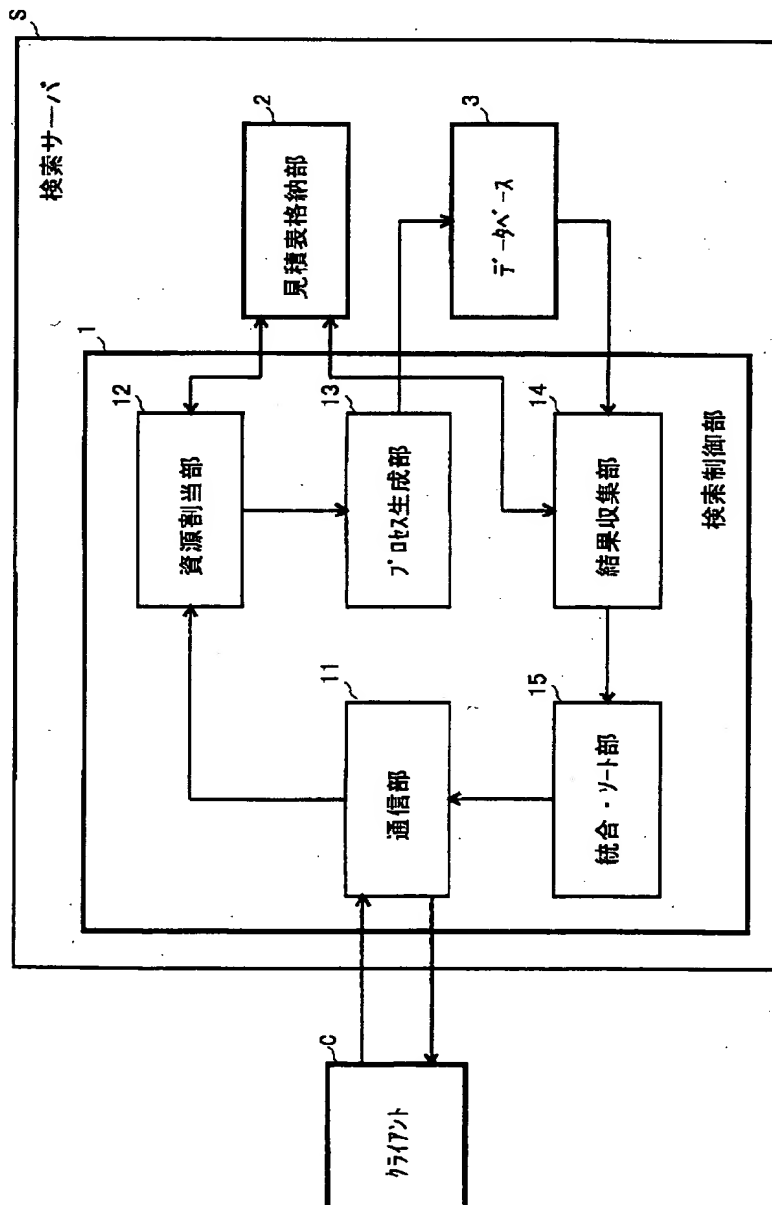 S
検索サーバ
2
見積表格納部
3
データベース
1
12
資源割当部
13
プロセス生成部
14
結果収集部
検索制御部
11
通信部
15
統合・ソート部
C
クライアント